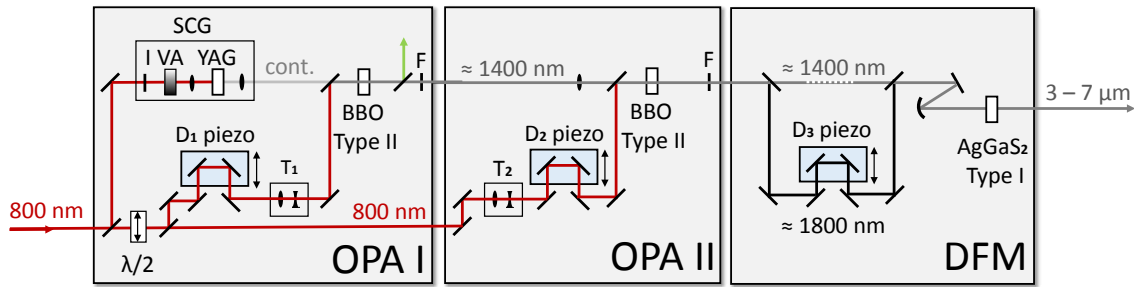 SCG
I VA YAG
cont.
F
BBO
Type II
D₁ piezo
T₁
800 nm
λ/2
800 nm
OPA I
≈ 1400 nm
F
BBO
Type II
D₂ piezo
T₂
OPA II
≈ 1400 nm
D₃ piezo
≈ 1800 nm
3 – 7 μm
AgGaS₂
Type I
DFM